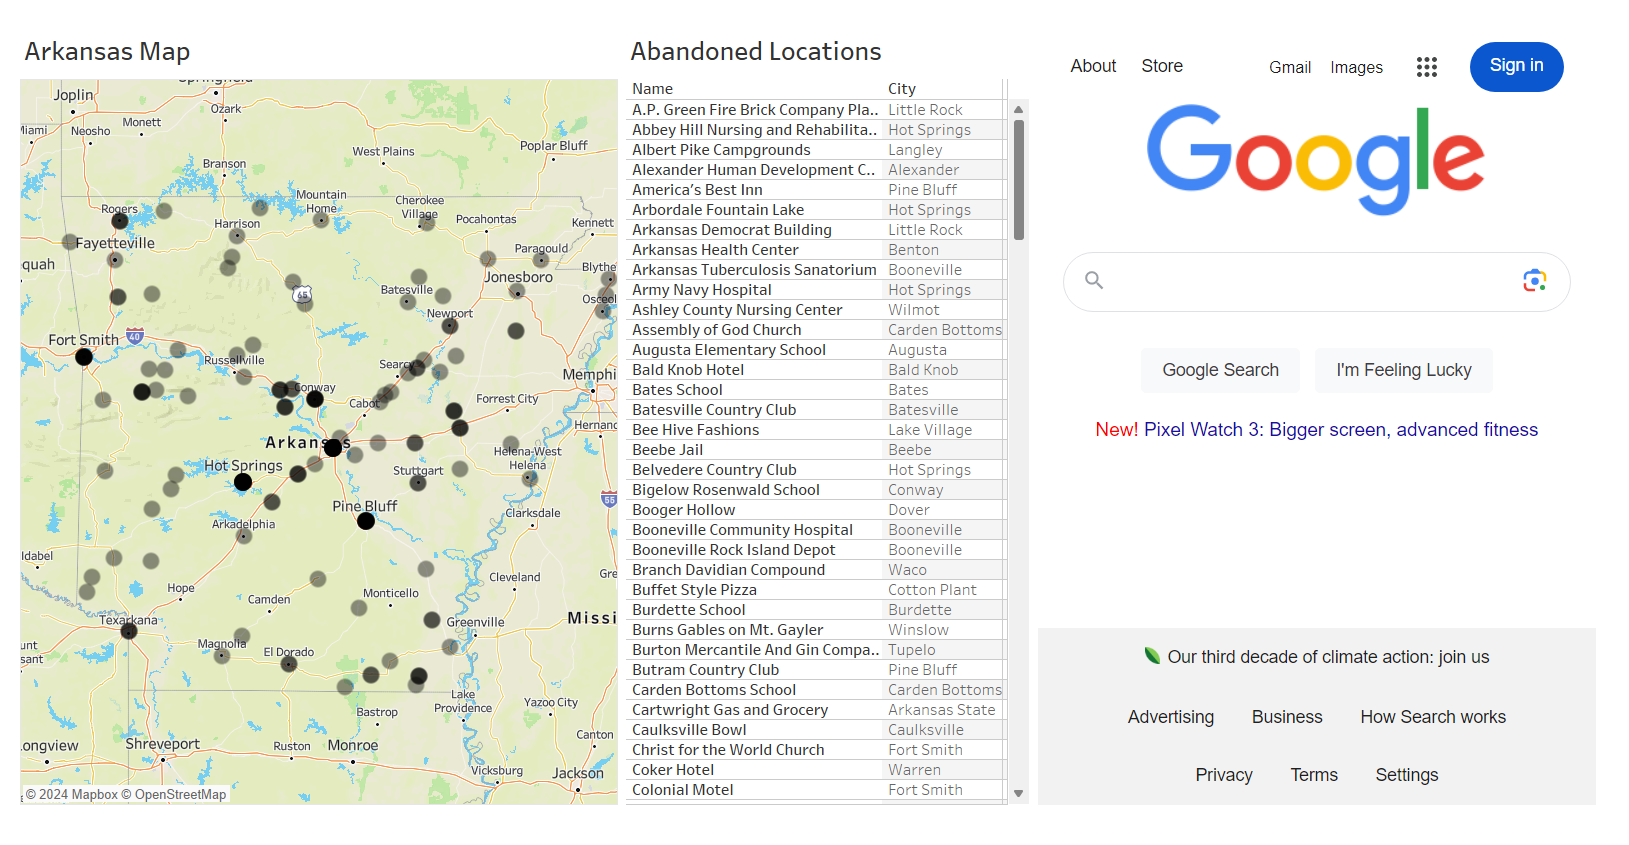 Arkansas Map
Springfield
Joplin
Ozark
Monett
Miami
Neosho
West Plains
Poplar Bluff
Branson
Mountain
Home
Cherokee
Village
Rogers
Harrison
Pocahontas
Kennett
Fayetteville
Paragould
quah
Blythe
Jonesboro
Batesville
65
Osceol
Newport
40
Fort Smith
Russellville
Searcy
Memphi
Conway
Cabot
Forrest City
Arkansas
Hernand
Helena-West
Helena
Hot Springs
Stuttgart
55
Pine Bluff
Clarksdale
Arkadelphia
Idabel
Cleveland
Gre
Hope
Monticello
Camden
Texarkana
Greenville
Missi
Magnolia
El Dorado
unt
sant
Lake
Providence
Yazoo City
Bastrop
Canton
ongview
Shreveport
Ruston
Monroe
Vicksburg
Jackson
© 2024 Mapbox © OpenStreetMap
Abandoned Locations
Name City
A.P. Green Fire Brick Company Pla.. Little Rock
Abbey Hill Nursing and Rehabilita.. Hot Springs
Albert Pike Campgrounds Langley
Alexander Human Development C.. Alexander
America's Best Inn Pine Bluff
Arbordale Fountain Lake Hot Springs
Arkansas Democrat Building Little Rock
Arkansas Health Center Benton
Arkansas Tuberculosis Sanatorium Booneville
Army Navy Hospital Hot Springs
Ashley County Nursing Center Wilmot
Assembly of God Church Carden Bottoms
Augusta Elementary School Augusta
Bald Knob Hotel Bald Knob
Bates School Bates
Batesville Country Club Batesville
Bee Hive Fashions Lake Village
Beebe Jail Beebe
Belvedere Country Club Hot Springs
Bigelow Rosenwald School Conway
Booger Hollow Dover
Booneville Community Hospital Booneville
Booneville Rock Island Depot Booneville
Branch Davidian Compound Waco
Buffet Style Pizza Cotton Plant
Burdette School Burdette
Burns Gables on Mt. Gayler Winslow
Burton Mercantile And Gin Compa.. Tupelo
Butram Country Club Pine Bluff
Carden Bottoms School Carden Bottoms
Cartwright Gas and Grocery Arkansas State
Caulksville Bowl Caulksville
Christ for the World Church Fort Smith
Coker Hotel Warren
Colonial Motel Fort Smith
About Store Gmail Images Sign in
Google
Google Search I'm Feeling Lucky
New! Pixel Watch 3: Bigger screen, advanced fitness
Our third decade of climate action: join us
Advertising Business How Search works
Privacy Terms Settings